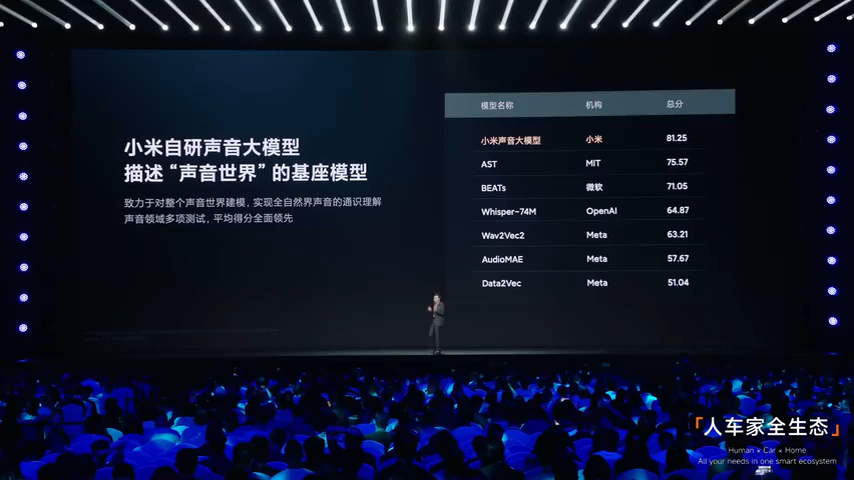 小米自研声音大模型
描述“声音世界”的基座模型
致力于对整个声音世界建模，实现全自然界声音的通识理解
声音领域多项测试，平均得分全面领先
模型名称 机构 总分
小米声音大模型 小米 81.25
AST MIT 75.57
BEATs 微软 71.05
Whisper-74M OpenAI 64.87
Wav2Vec2 Meta 63.21
AudioMAE Meta 57.67
Data2Vec Meta 51.04
「人车家全生态」
Human × Car × Home
All your needs in one smart ecosystem